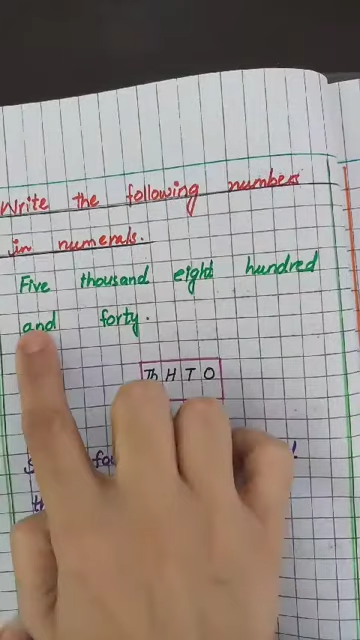 Write the following numbers
in numerals.
Five thousand eight hundred
and forty.
Th H T O